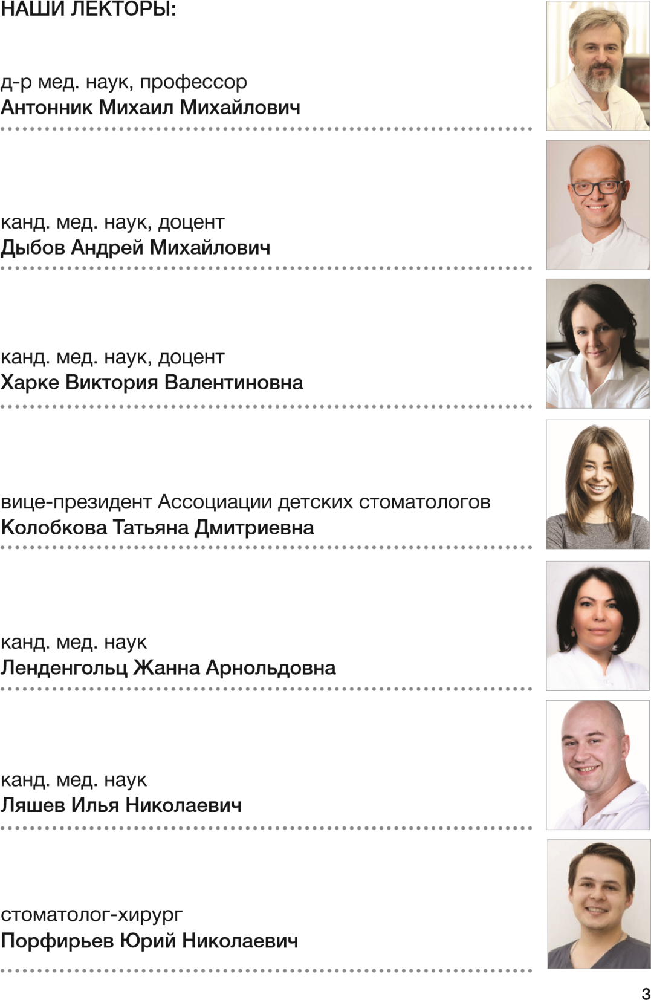 НАШИ ЛЕКТОРЫ:
д-р мед. наук, профессор
Антонник Михаил Михайлович
канд. мед. наук, доцент
Дыбов Андрей Михайлович
канд. мед. наук, доцент
Харке Виктория Валентиновна
вице-президент Ассоциации детских стоматологов
Колобкова Татьяна Дмитриевна
канд. мед. наук
Ленденгольц Жанна Арнольдовна
канд. мед. наук
Ляшев Илья Николаевич
стоматолог-хирург
Порфирьев Юрий Николаевич
3